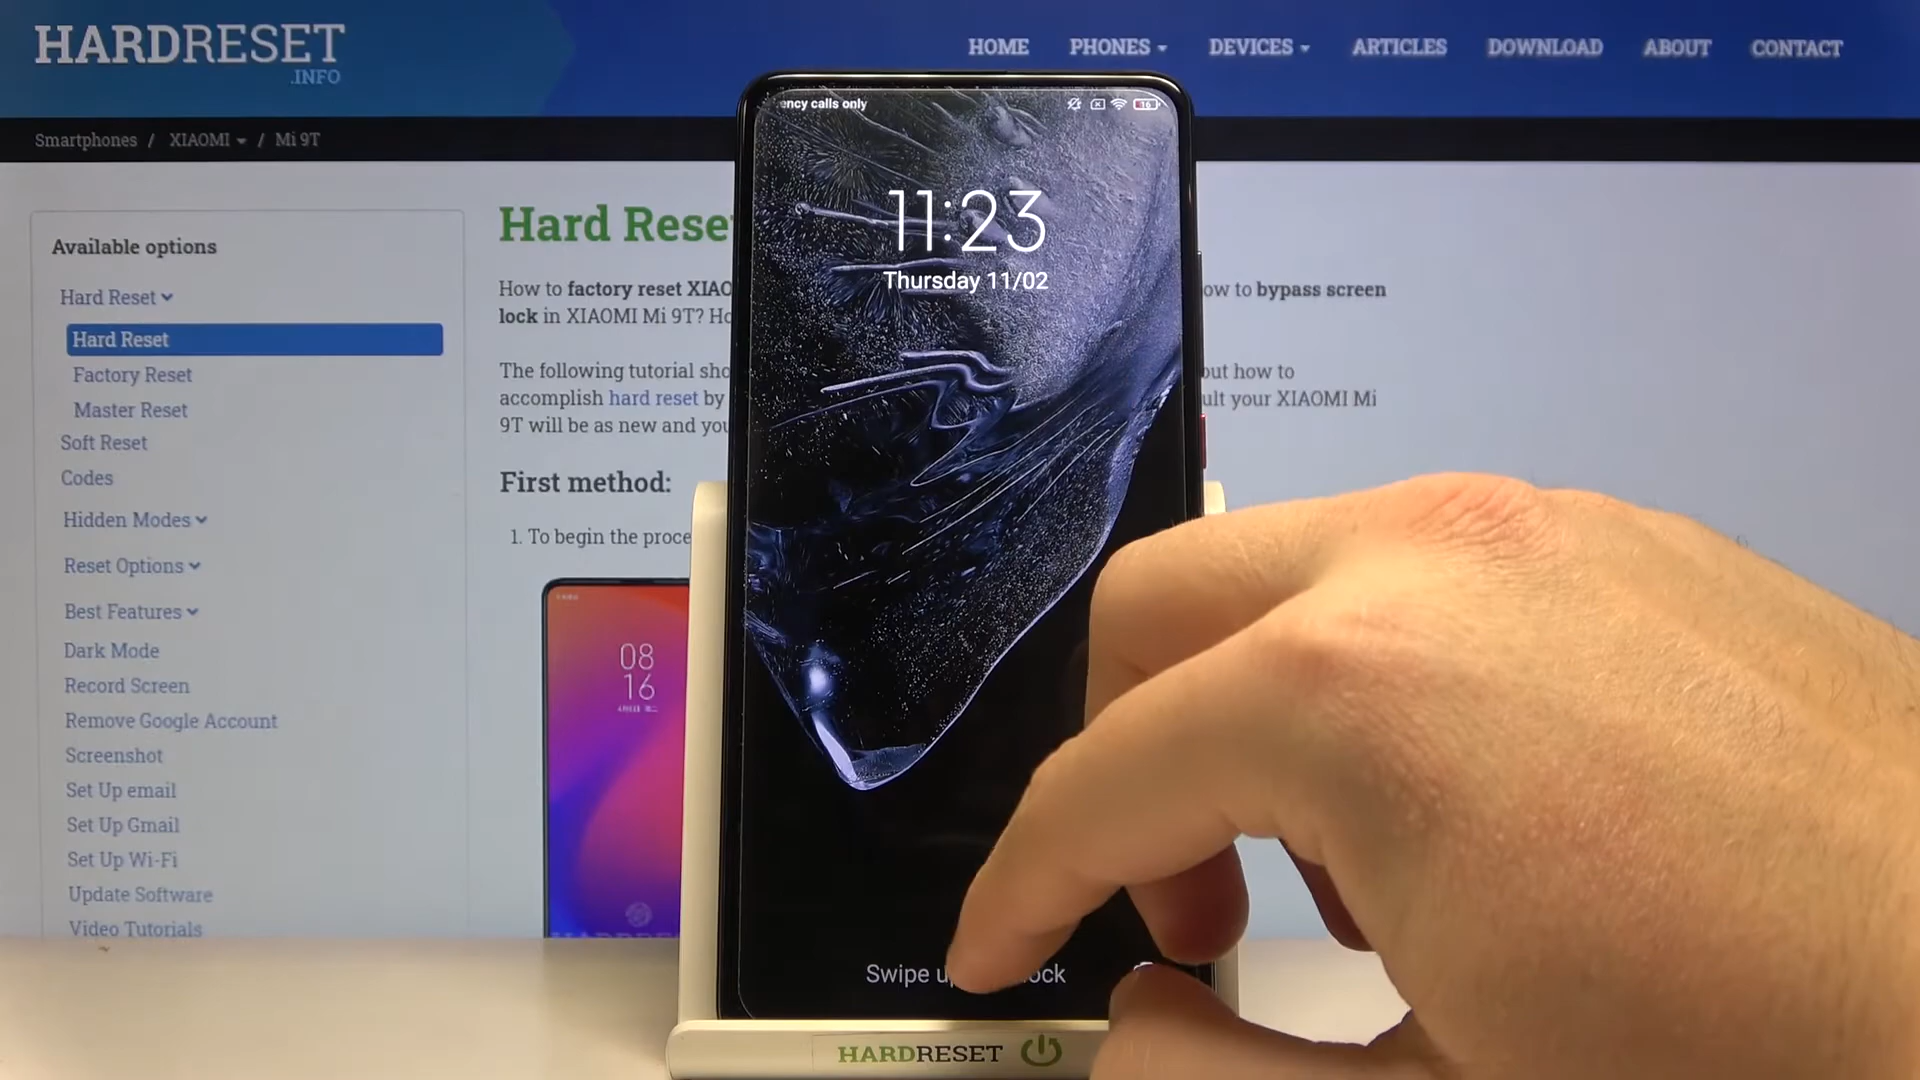 HARDRESET
.INFO
HOME PHONES DEVICES ARTICLES DOWNLOAD ABOUT CONTACT
Smartphones / XIAOMI / Mi 9T
Available options
Hard Reset
Hard Reset
Factory Reset
Master Reset
Soft Reset
Codes
Hidden Modes
Reset Options
Best Features
Dark Mode
Record Screen
Remove Google Account
Screenshot
Set Up email
Set Up Gmail
Set Up Wi-Fi
Update Software
Video Tutorials
Hard Rese
How to factory reset XIAO ow to bypass screen
lock in XIAOMI Mi 9T?
The following tutorial sho out how to
accomplish hard reset by ult your XIAOMI Mi
9T will be as new and you
First method:
1. To begin the proce
08
16
ency calls only 16
11:23
Thursday 11/02
Swipe u ock
HARDRESET